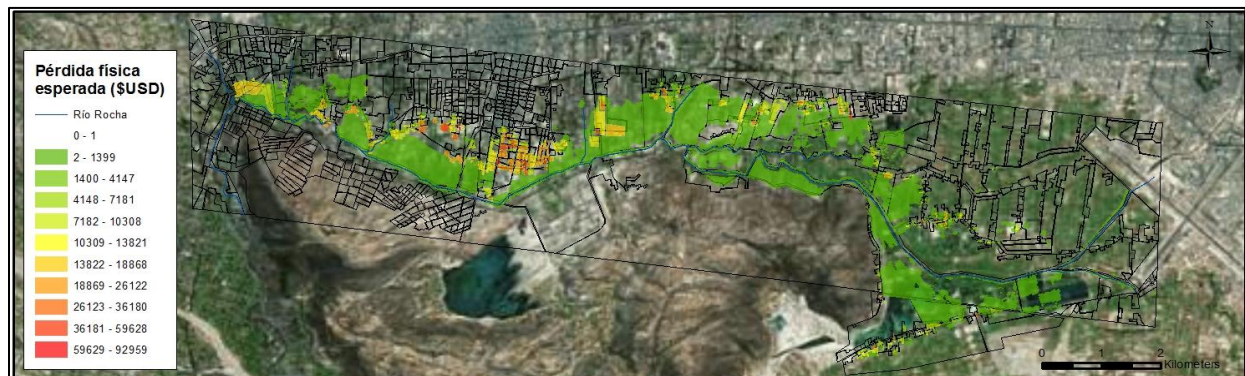 Pérdida física
esperada ($USD)
Río Rocha
0 - 1
2 - 1399
1400 - 4147
4148 - 7181
7182 - 10308
10309 - 13821
13822 - 18868
18869 - 26122
26123 - 36180
36181 - 59628
59629 - 92959
N
0 1 2
Kilometers